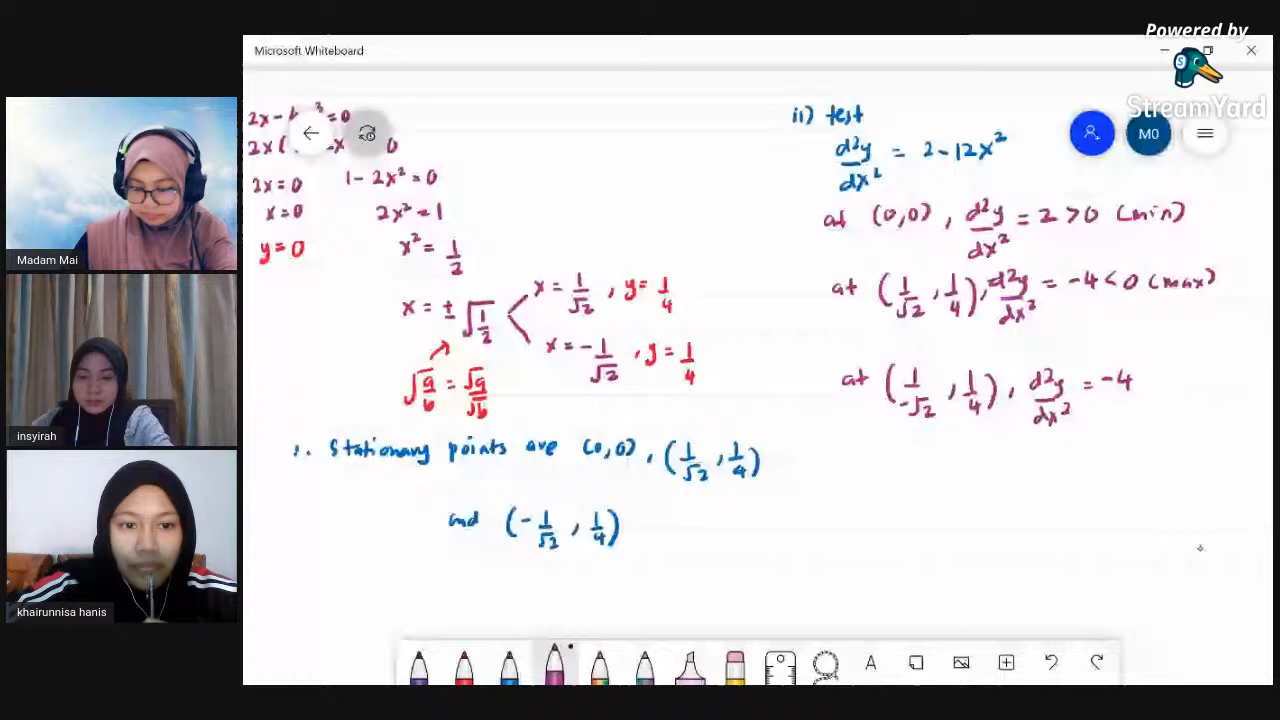 Powered by
StreamYard
Microsoft Whiteboard
M0
Madam Mai
insyirah
khairunnisa hanis
2x - 4x³ = 0
2x = 0
x = 0
y = 0
1 - 2x² = 0
2x² = 1
x² = 1/2
x = ± √(1/2)
x = 1/√2 , y = 1/4
x = -1/√2 , y = 1/4
√(a/b) = √a/√b
∴ Stationary points are (0,0) , (1/√2 , 1/4)
and (-1/√2 , 1/4)
ii) test
d²y/dx² = 2 - 12x²
at (0,0) , d²y/dx² = 2 > 0 (min)
at (1/√2 , 1/4) , d²y/dx² = -4 < 0 (max)
at (1/-√2 , 1/4) , d²y/dx² = -4
A